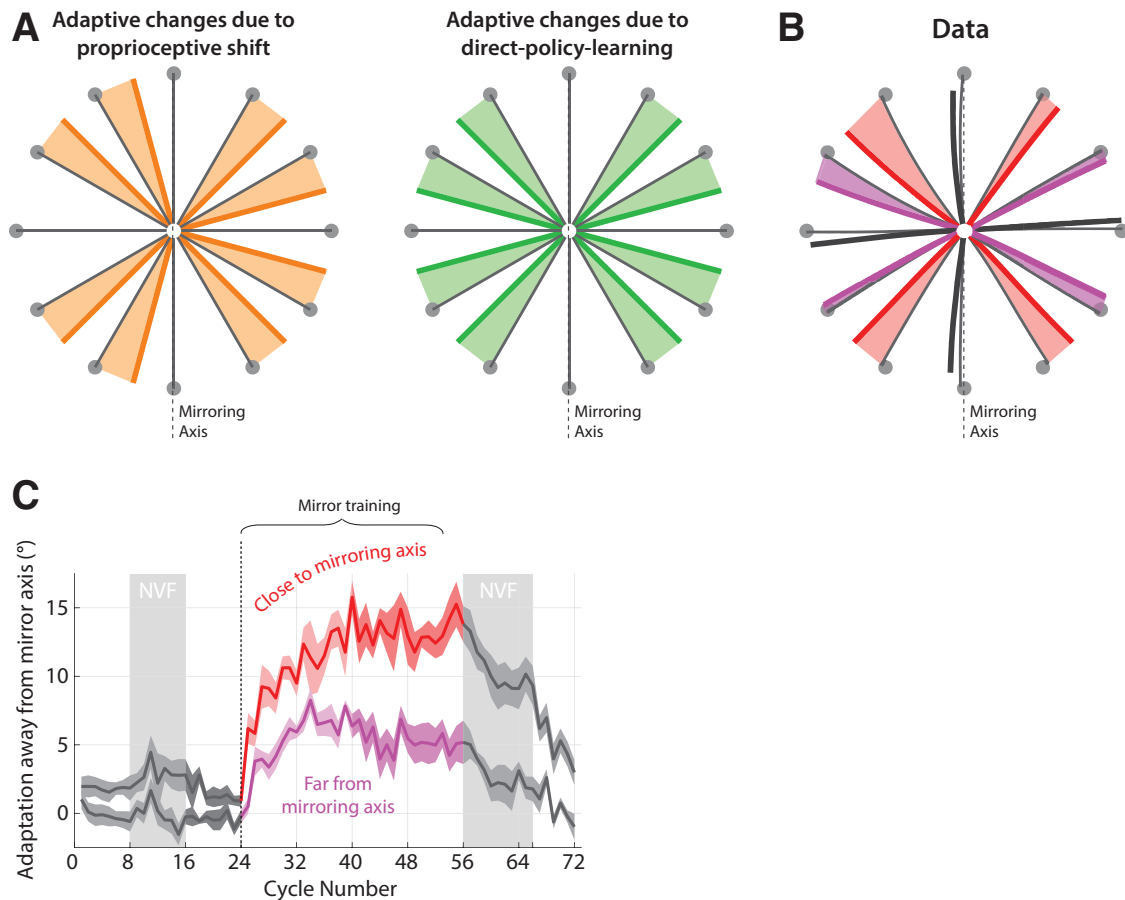 A
Adaptive changes due to
proprioceptive shift
Adaptive changes due to
direct-policy-learning
B
Data
Mirroring
Axis
Mirroring
Axis
Mirroring
Axis
C
Mirror training
Adaptation away from mirror axis (°)
NVF
Close to mirroring axis
NVF
Far from
mirroring axis
15
10
5
0
0
8
16
24
32
40
48
56
64
72
Cycle Number